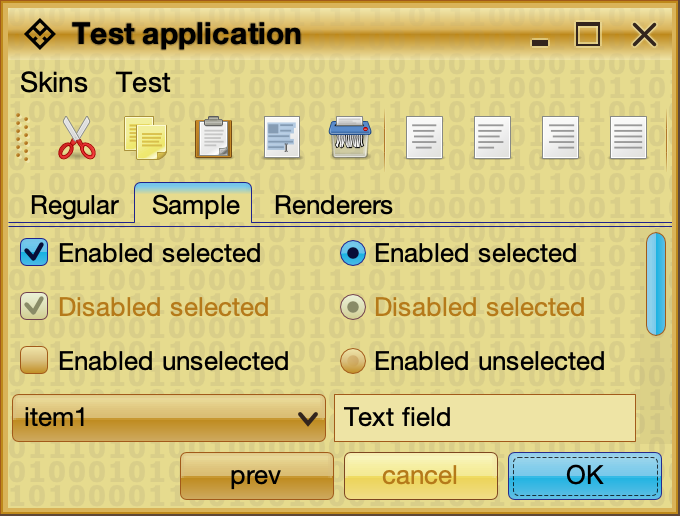 Test application
Skins Test
Regular Sample Renderers
Enabled selected Enabled selected
Disabled selected Disabled selected
Enabled unselected Enabled unselected
item1 Text field
prev cancel OK